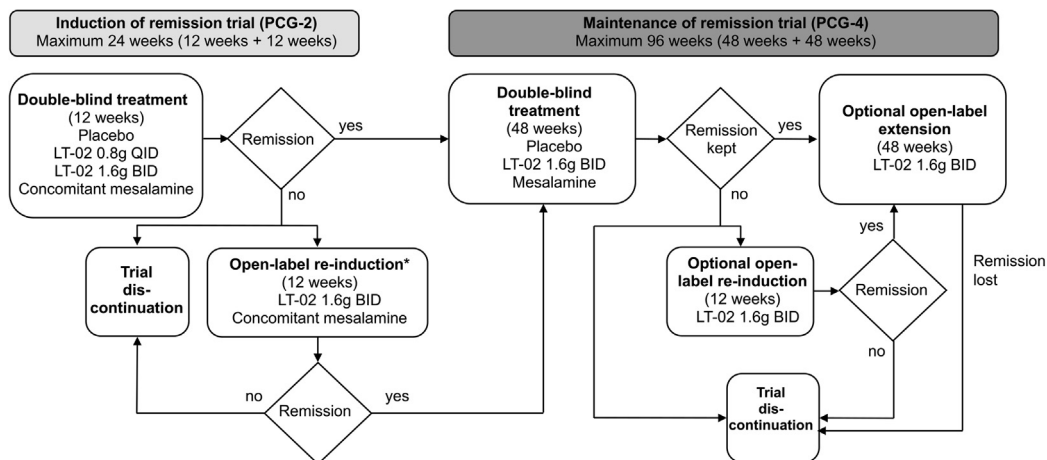 Induction of remission trial (PCG-2)
Maximum 24 weeks (12 weeks + 12 weeks)
Maintenance of remission trial (PCG-4)
Maximum 96 weeks (48 weeks + 48 weeks)
Double-blind treatment
(12 weeks)
Placebo
LT-02 0.8g QID
LT-02 1.6g BID
Concomitant mesalamine
Remission
yes
no
Double-blind
treatment
(48 weeks)
Placebo
LT-02 1.6g BID
Mesalamine
Remission
kept
yes
no
Optional open-label
extension
(48 weeks)
LT-02 1.6g BID
Trial
dis-
continuation
Open-label re-induction*
(12 weeks)
LT-02 1.6g BID
Concomitant mesalamine
Remission
no
yes
Optional open-
label re-induction
(12 weeks)
LT-02 1.6g BID
Remission
yes
no
Remission
lost
Trial
dis-
continuation